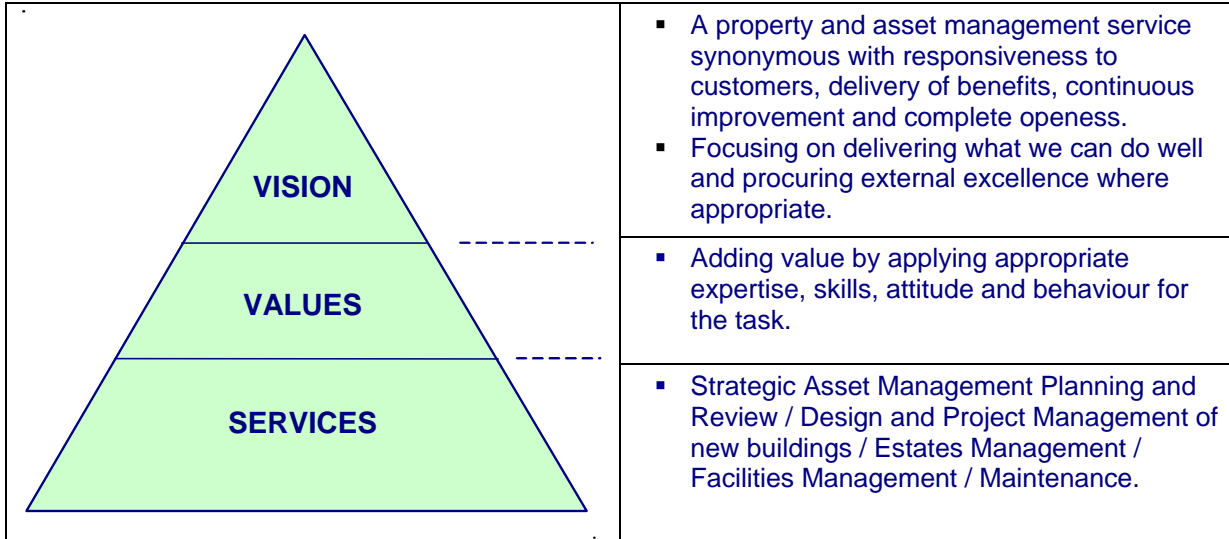 VISION
▪ A property and asset management service
synonymous with responsiveness to
customers, delivery of benefits, continuous
improvement and complete openess.
▪ Focusing on delivering what we can do well
and procuring external excellence where
appropriate.
VALUES
▪ Adding value by applying appropriate
expertise, skills, attitude and behaviour for
the task.
SERVICES
▪ Strategic Asset Management Planning and
Review / Design and Project Management of
new buildings / Estates Management /
Facilities Management / Maintenance.